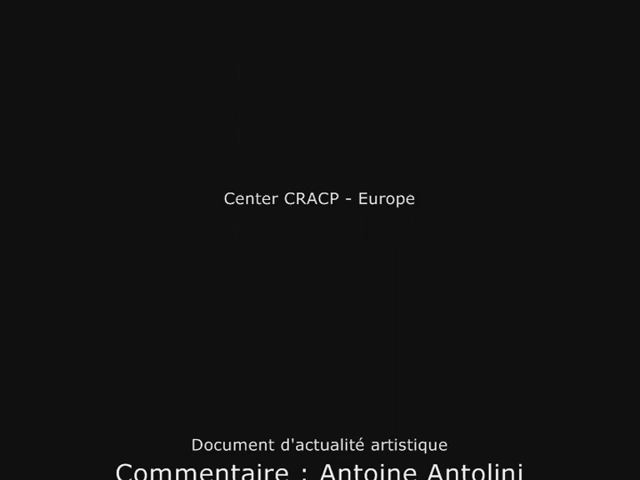 Center CRACP - Europe
Document d'actualité artistique
Commentaire : Antoine Antolini